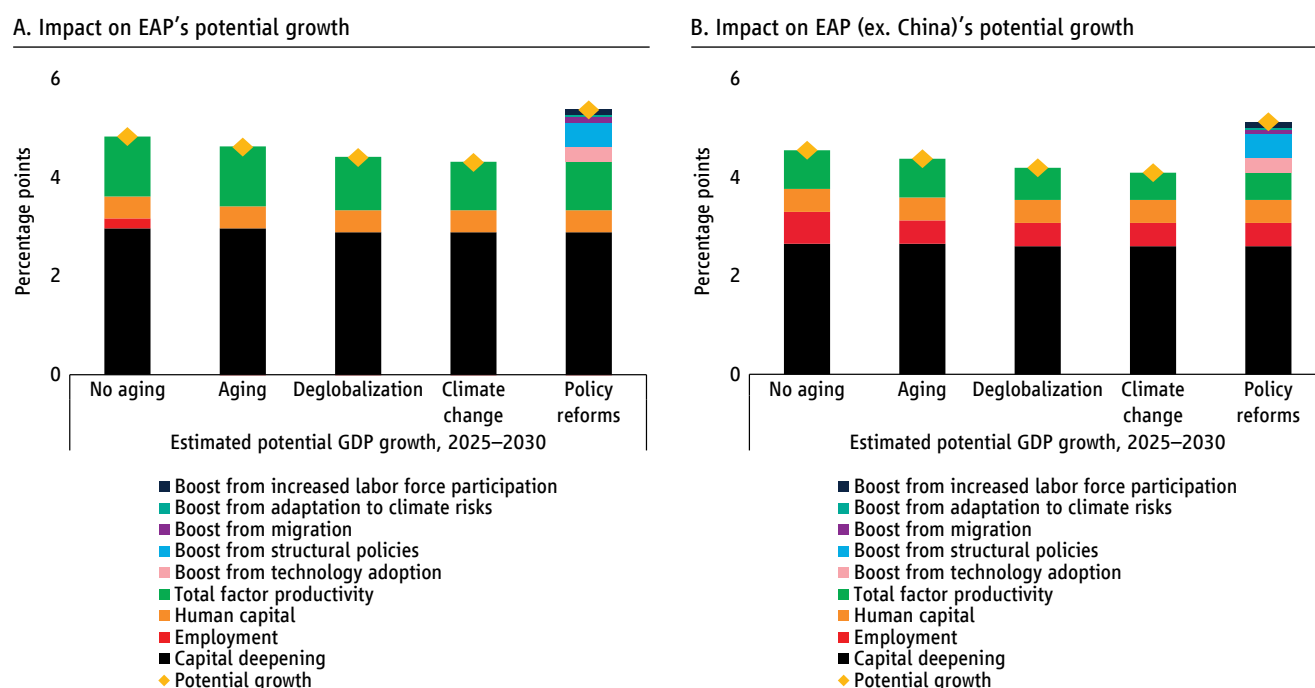 A. Impact on EAP's potential growth
Percentage points
6
4
2
0
No aging
Aging
Deglobalization
Climate
change
Policy
reforms
Estimated potential GDP growth, 2025–2030
Boost from increased labor force participation
Boost from adaptation to climate risks
Boost from migration
Boost from structural policies
Boost from technology adoption
Total factor productivity
Human capital
Employment
Capital deepening
Potential growth
B. Impact on EAP (ex. China)'s potential growth
Percentage points
6
4
2
0
No aging
Aging
Deglobalization
Climate
change
Policy
reforms
Estimated potential GDP growth, 2025–2030
Boost from increased labor force participation
Boost from adaptation to climate risks
Boost from migration
Boost from structural policies
Boost from technology adoption
Total factor productivity
Human capital
Employment
Capital deepening
Potential growth